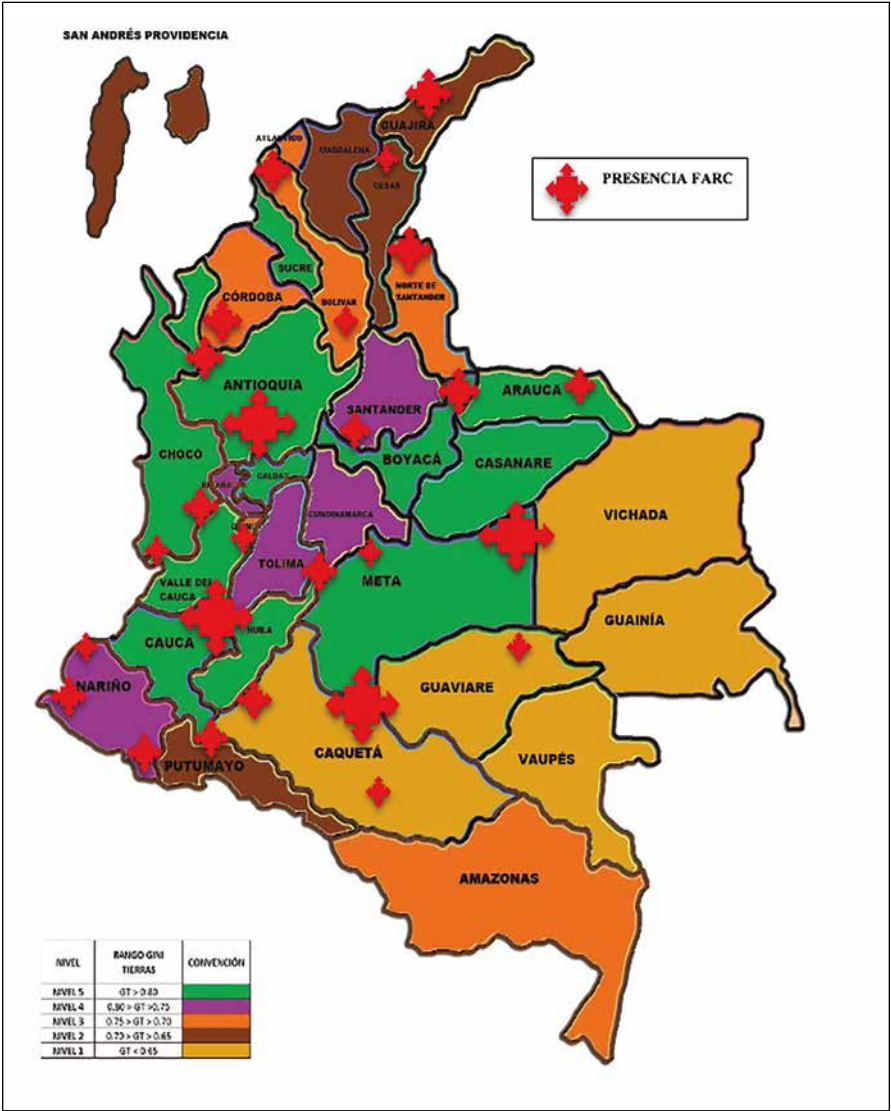 SAN ANDRÉS PROVIDENCIA
GUAJIRA
ATLANTICO
MAGDALENA
CESAR
PRESENCIA FARC
SUCRE
CÓRDOBA
BOLIVAR
NORTE DE
SANTANDER
ANTIOQUIA
SANTANDER
ARAUCA
CHOCÓ
BOYACÁ
CASANARE
CALDAS
CUNDINAMARCA
VICHADA
TOLIMA
META
VALLE DEL
CAUCA
GUAINÍA
CAUCA
HUILA
NARIÑO
GUAVIARE
CAQUETÁ
VAUPÉS
PUTUMAYO
AMAZONAS
NIVEL RANGO GINI TIERRAS CONVENCIÓN
NIVEL 5 GT > 0.80
NIVEL 4 0.80 > GT >0.75
NIVEL 3 0.75 > GT > 0.70
NIVEL 2 0.70 > GT > 0.65
NIVEL 1 GT < 0.65